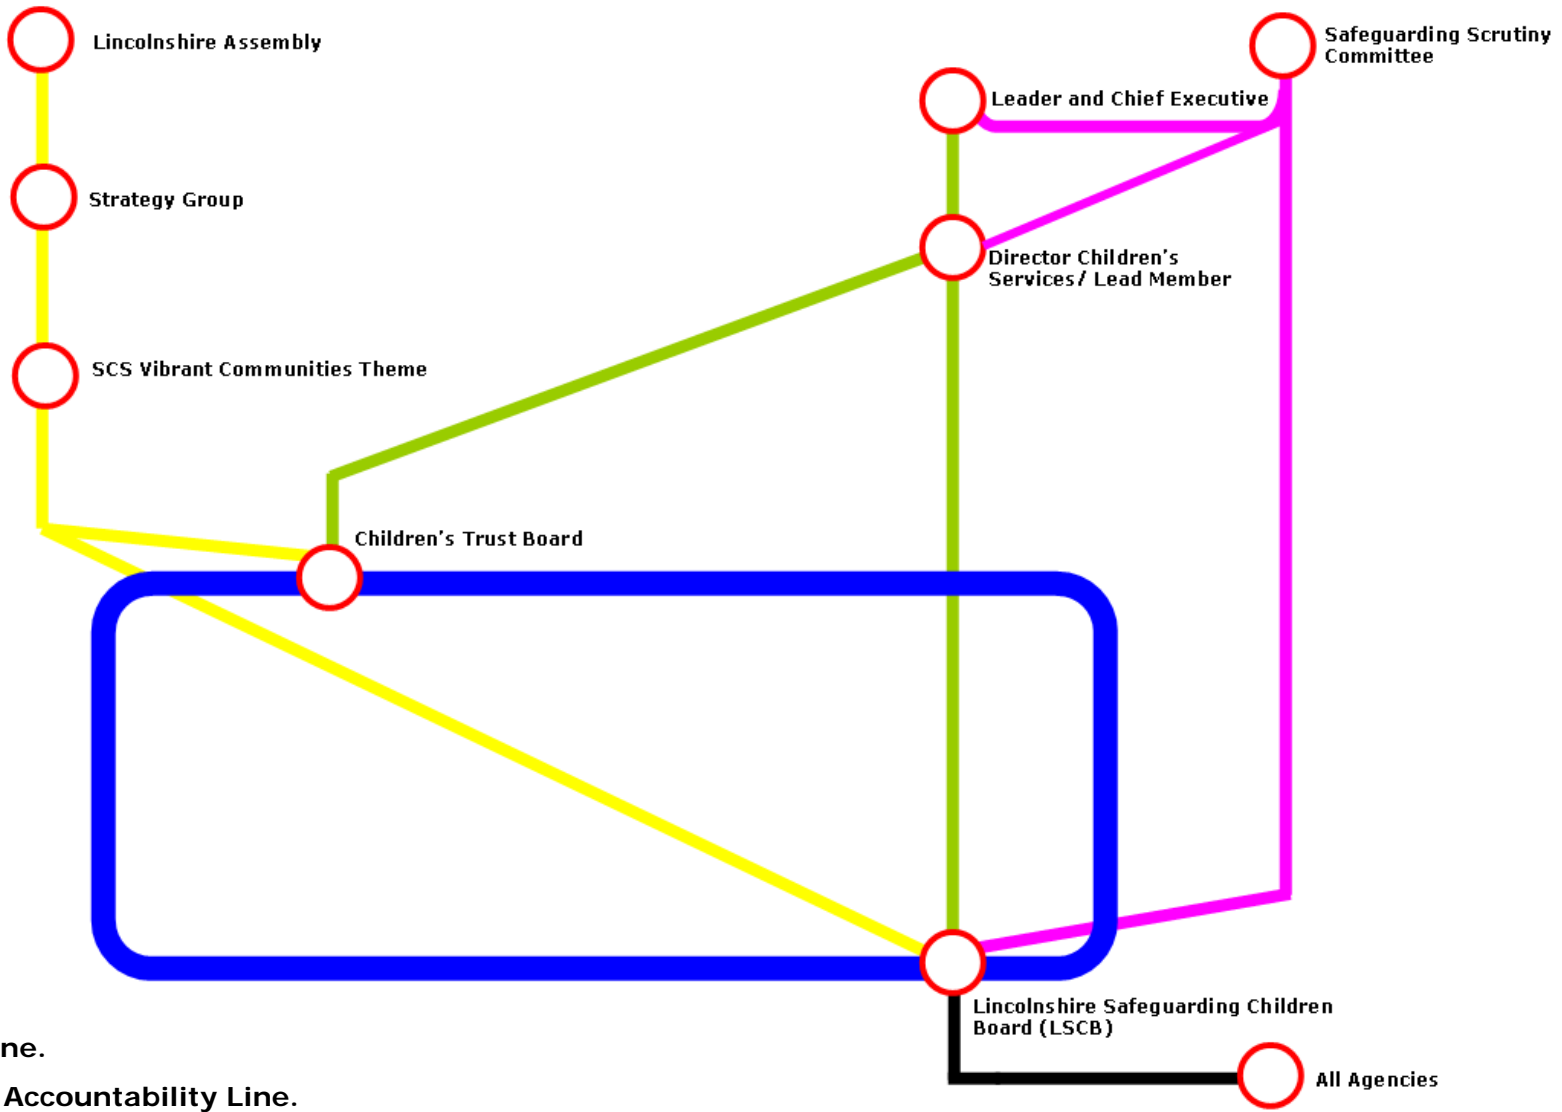 Lincolnshire Assembly
Safeguarding Scrutiny
Committee
Leader and Chief Executive
Strategy Group
Director Children's
Services/ Lead Member
SCS Vibrant Communities Theme
Children's Trust Board
Lincolnshire Safeguarding Children
Board (LSCB)
ne.
All Agencies
Accountability Line.